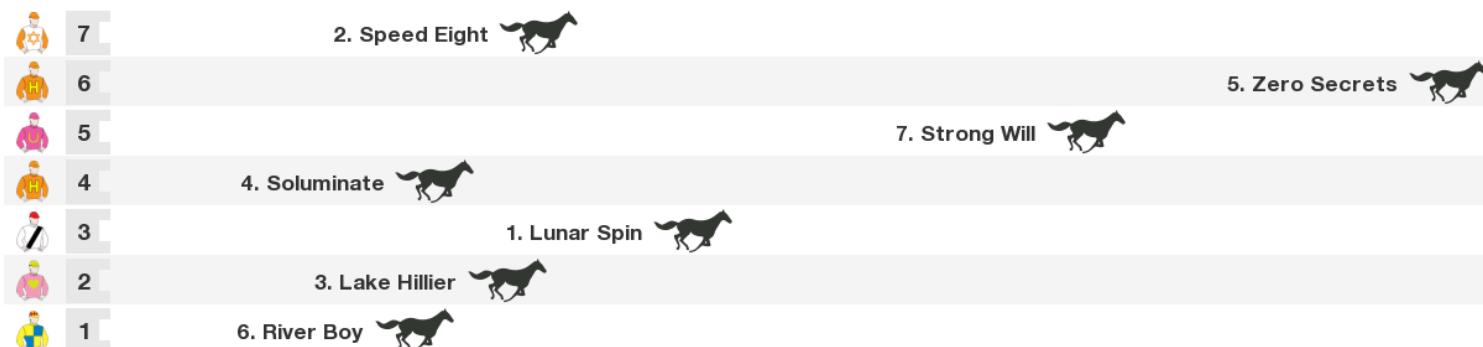 7 2. Speed Eight
H 6 5. Zero Secrets
U 5 7. Strong Will
H 4 4. Soluminate
3 1. Lunar Spin
2 3. Lake Hillier
1 6. River Boy